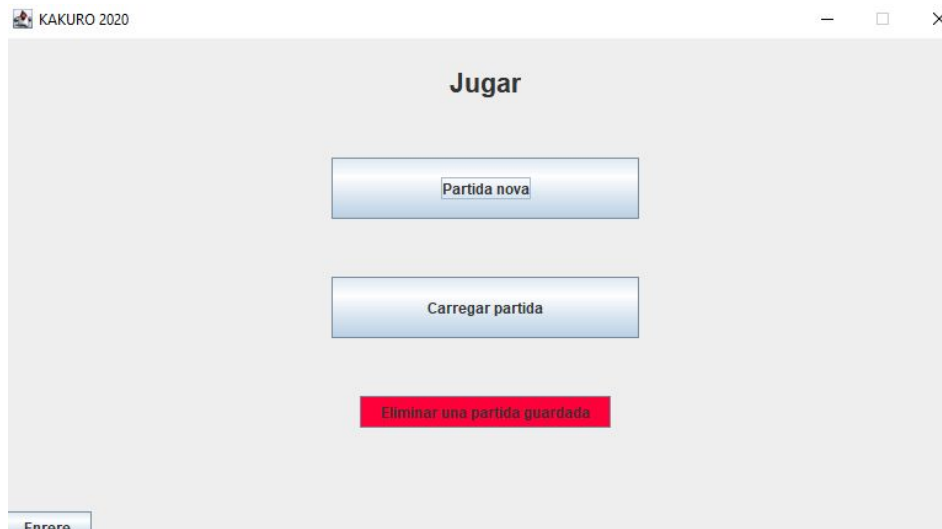 KAKURO 2020
Jugar
Partida nova
Carregar partida
Eliminar una partida guardada
Enrere